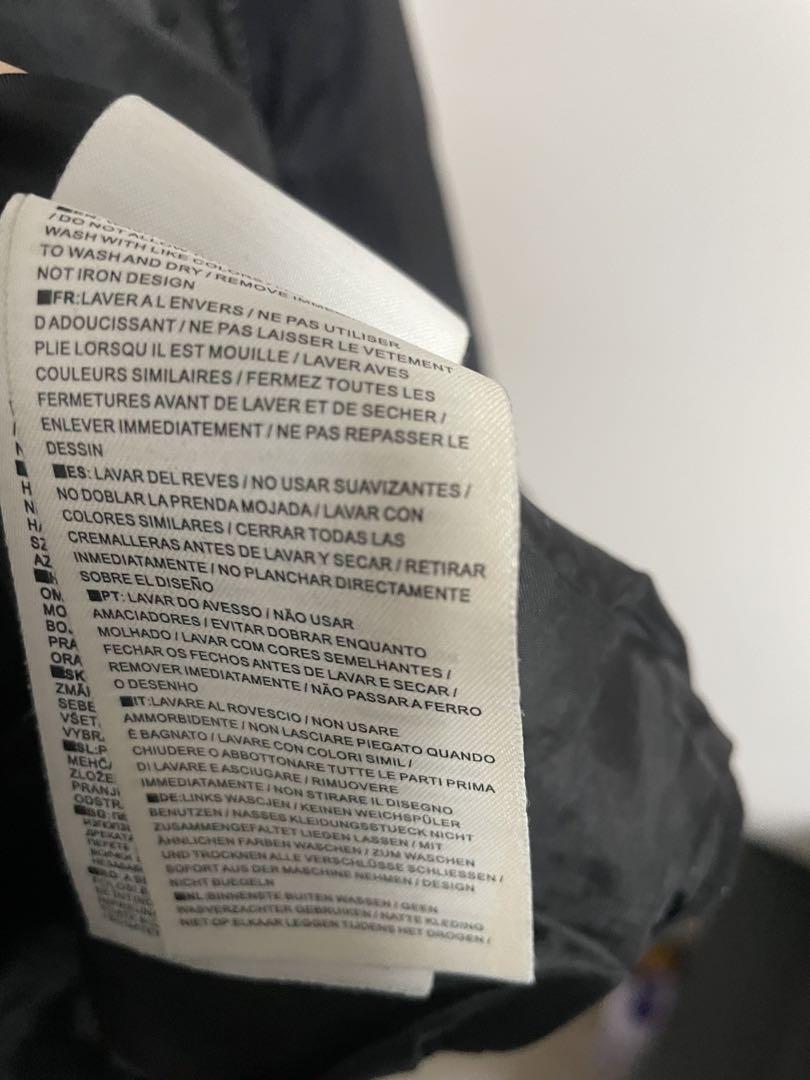 / DO NOT ALLOW
WASH WITH LIKE COLORS
TO WASH AND DRY / REMOVE IMME
NOT IRON DESIGN
■FR:LAVER A L ENVERS / NE PAS UTILISER
D ADOUCISSANT / NE PAS LAISSER LE VETEMENT
PLIE LORSQU IL EST MOUILLE / LAVER AVES
COULEURS SIMILAIRES / FERMEZ TOUTES LES
FERMETURES AVANT DE LAVER ET DE SECHER /
ENLEVER IMMEDIATEMENT / NE PAS REPASSER LE
DESSIN
■ES: LAVAR DEL REVES / NO USAR SUAVIZANTES /
NO DOBLAR LA PRENDA MOJADA / LAVAR CON
COLORES SIMILARES / CERRAR TODAS LAS
CREMALLERAS ANTES DE LAVAR Y SECAR / RETIRAR
INMEDIATAMENTE / NO PLANCHAR DIRECTAMENTE
SOBRE EL DISEÑO
■PT: LAVAR DO AVESSO / NÃO USAR
AMACIADORES / EVITAR DOBRAR ENQUANTO
MOLHADO / LAVAR COM CORES SEMELHANTES /
FECHAR OS FECHOS ANTES DE LAVAR E SECAR /
REMOVER IMEDIATAMENTE / NÃO PASSAR A FERRO
O DESENHO
■IT:LAVARE AL ROVESCIO / NON USARE
AMMORBIDENTE / NON LASCIARE PIEGATO QUANDO
È BAGNATO / LAVARE CON COLORI SIMIL /
CHIUDERE O ABBOTTONARE TUTTE LE PARTI PRIMA
DI LAVARE E ASCIUGARE / RIMUOVERE
IMMEDIATAMENTE / NON STIRARE IL DISEGNO
■DE:LINKS WASCJEN / KEINEN WEICHSPÜLER
BENUTZEN / NASSES KLEIDUNGSSTUECK NICHT
ZUSAMMENGEFALTET LIEGEN LASSEN / MIT
ÄHNLICHEN FARBEN WASCHEN / ZUM WASCHEN
UND TROCKNEN ALLE VERSCHLÜSSE SCHLIESSEN /
SOFORT AUS DER MASCHINE NEHMEN / DESIGN
NICHT BUEGELN
■NL:BINNENSTE BUITEN WASSEN / GEEN
WASVERZACHTER GEBRUIKEN / NATTE KLEDING
NIET OP ELKAAR LEGGEN TIJDENS HET DROGEN /